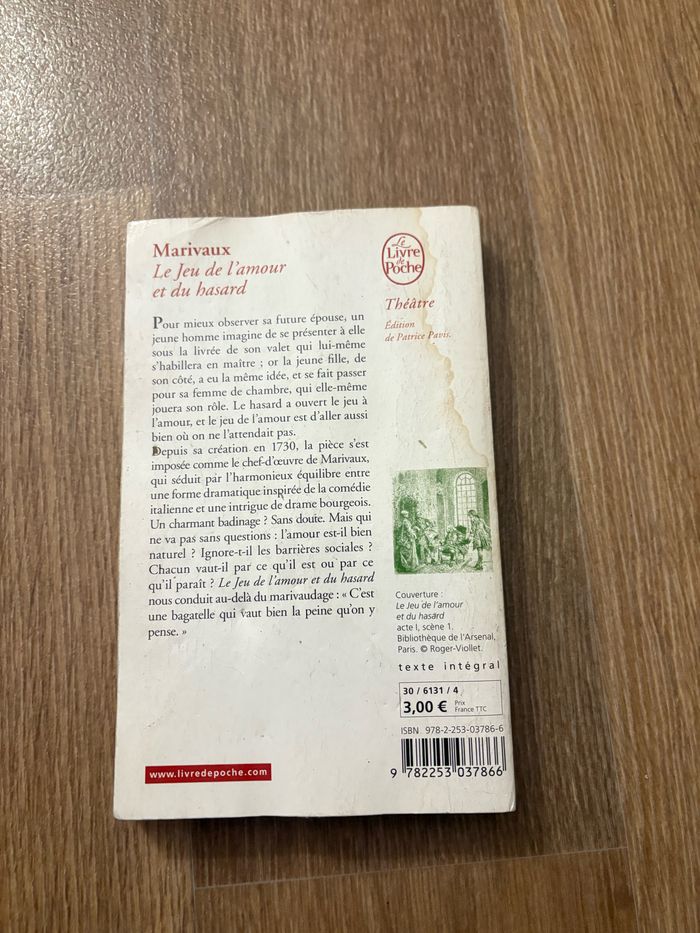 Marivaux
Le Jeu de l'amour
et du hasard
Pour mieux observer sa future épouse, un
jeune homme imagine de se présenter à elle
sous la livrée de son valet qui lui-même
s'habillera en maître ; or la jeune fille, de
son côté, a eu la même idée, et se fait passer
pour sa femme de chambre, qui elle-même
jouera son rôle. Le hasard a ouvert le jeu à
l'amour, et le jeu de l'amour est d'aller aussi
bien où on ne l'attendait pas.
Depuis sa création en 1730, la pièce s'est
imposée comme le chef-d'œuvre de Marivaux,
qui séduit par l'harmonieux équilibre entre
une forme dramatique inspirée de la comédie
italienne et une intrigue de drame bourgeois.
Un charmant badinage ? Sans doute. Mais qui
ne va pas sans questions : l'amour est-il bien
naturel ? Ignore-t-il les barrières sociales ?
Chacun vaut-il par ce qu'il est ou par ce
qu'il paraît ? Le Jeu de l'amour et du hasard
nous conduit au-delà du marivaudage : « C'est
une bagatelle qui vaut bien la peine qu'on y
pense. »
www.livredepoche.com
Le
Livre
de
Poche
Théâtre
Édition
de Patrice Pavis.
Couverture :
Le Jeu de l'amour
et du hasard
acte I, scène 1.
Bibliothèque de l'Arsenal,
Paris. © Roger-Viollet.
texte intégral
30 / 6131 / 4
3,00 € Prix
France TTC
ISBN 978-2-253-03786-6
9 782253 037866